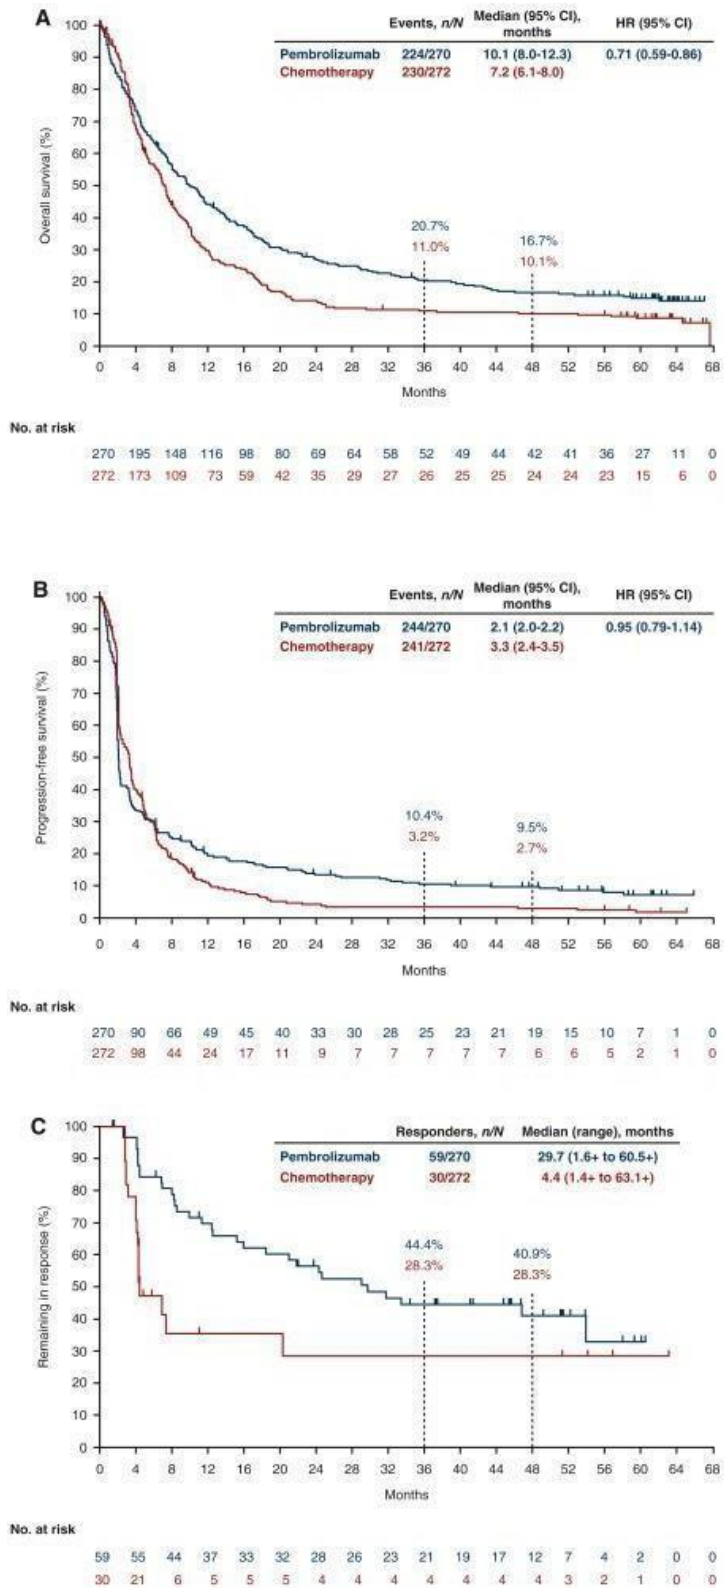 A
Events, n/N Median (95% CI), months HR (95% CI)
Pembrolizumab 224/270 10.1 (8.0-12.3) 0.71 (0.59-0.86)
Chemotherapy 230/272 7.2 (6.1-8.0)
Overall survival (%)
100
90
80
70
60
50
40
30
20
10
0
20.7%
11.0%
16.7%
10.1%
0 4 8 12 16 20 24 28 32 36 40 44 48 52 56 60 64 68
Months
No. at risk
270 195 148 116 98 80 69 64 58 52 49 44 42 41 36 27 11 0
272 173 109 73 59 42 35 29 27 26 25 25 24 24 23 15 6 0
B
Events, n/N Median (95% CI), months HR (95% CI)
Pembrolizumab 244/270 2.1 (2.0-2.2) 0.95 (0.79-1.14)
Chemotherapy 241/272 3.3 (2.4-3.5)
Progression-free survival (%)
100
90
80
70
60
50
40
30
20
10
0
10.4%
3.2%
9.5%
2.7%
0 4 8 12 16 20 24 28 32 36 40 44 48 52 56 60 64 68
Months
No. at risk
270 90 66 49 45 40 33 30 28 25 23 21 19 15 10 7 1 0
272 98 44 24 17 11 9 7 7 7 7 7 6 6 5 2 1 0
C
Responders, n/N Median (range), months
Pembrolizumab 59/270 29.7 (1.6+ to 60.5+)
Chemotherapy 30/272 4.4 (1.4+ to 63.1+)
Remaining in response (%)
100
90
80
70
60
50
40
30
20
10
0
44.4%
28.3%
40.9%
28.3%
0 4 8 12 16 20 24 28 32 36 40 44 48 52 56 60 64 68
Months
No. at risk
59 55 44 37 33 32 28 26 23 21 19 17 12 7 4 2 0 0
30 21 6 5 5 5 4 4 4 4 4 4 4 3 2 1 0 0